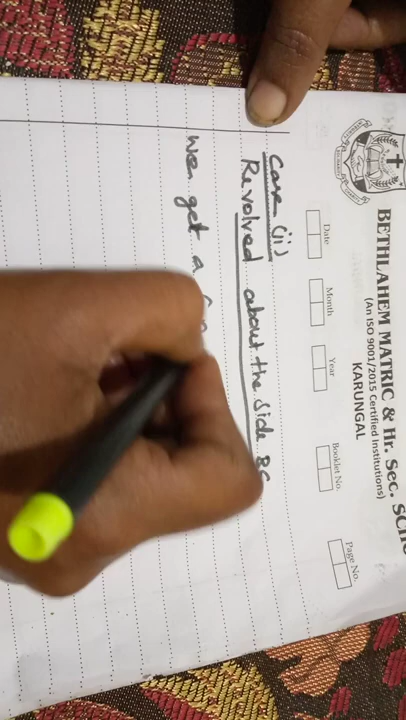 BETHLAHEM MATRIC & Hr. Sec. SCHO
(An ISO 9001/2015 Certified Institutions)
KARUNGAL
Date
Month
Year
Booklet No.
Page No.
Case (ii)
Revolved about the side BC
We get a